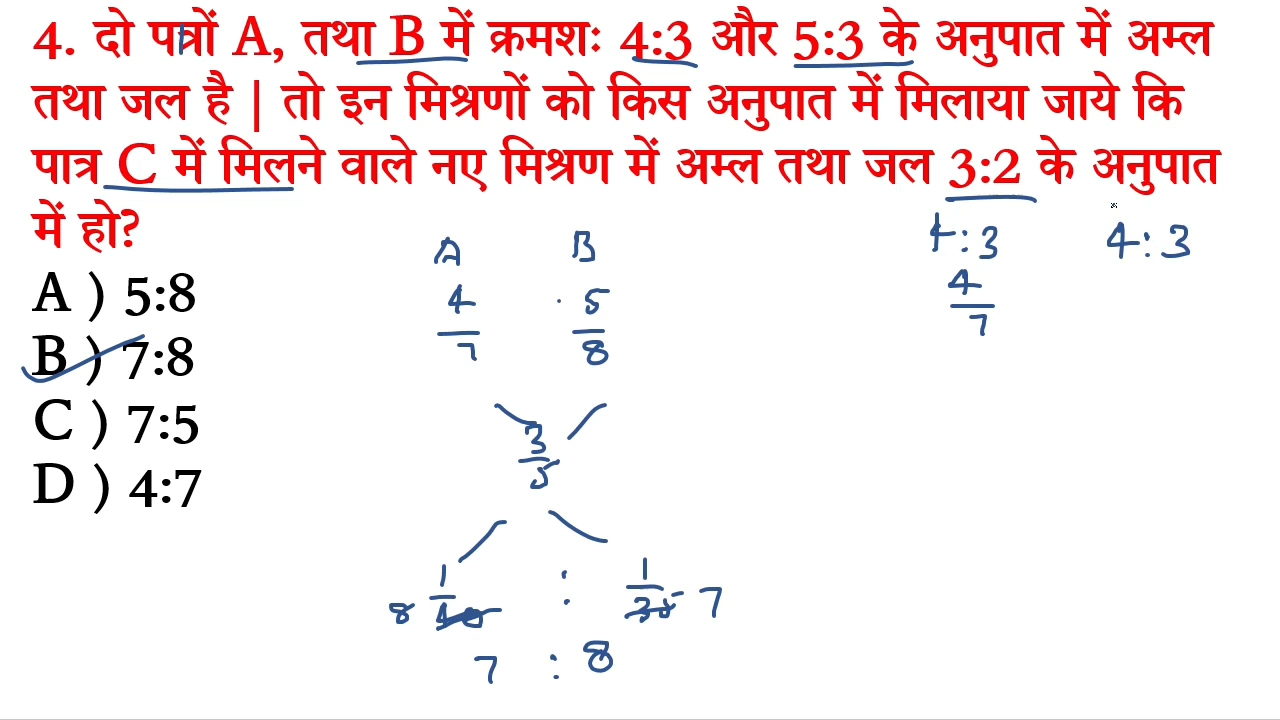 4. दो पत्रों A, तथा B में क्रमशः 4:3 और 5:3 के अनुपात में अम्ल
तथा जल है | तो इन मिश्रणों को किस अनुपात में मिलाया जाये कि
पात्र C में मिलने वाले नए मिश्रण में अम्ल तथा जल 3:2 के अनुपात
में हो?
A ) 5:8
B ) 7:8
C ) 7:5
D ) 4:7
A B
4/7 5/8
3/5
1/40 : 1/35
8 7
7 : 8
4:3 4:3
4/7